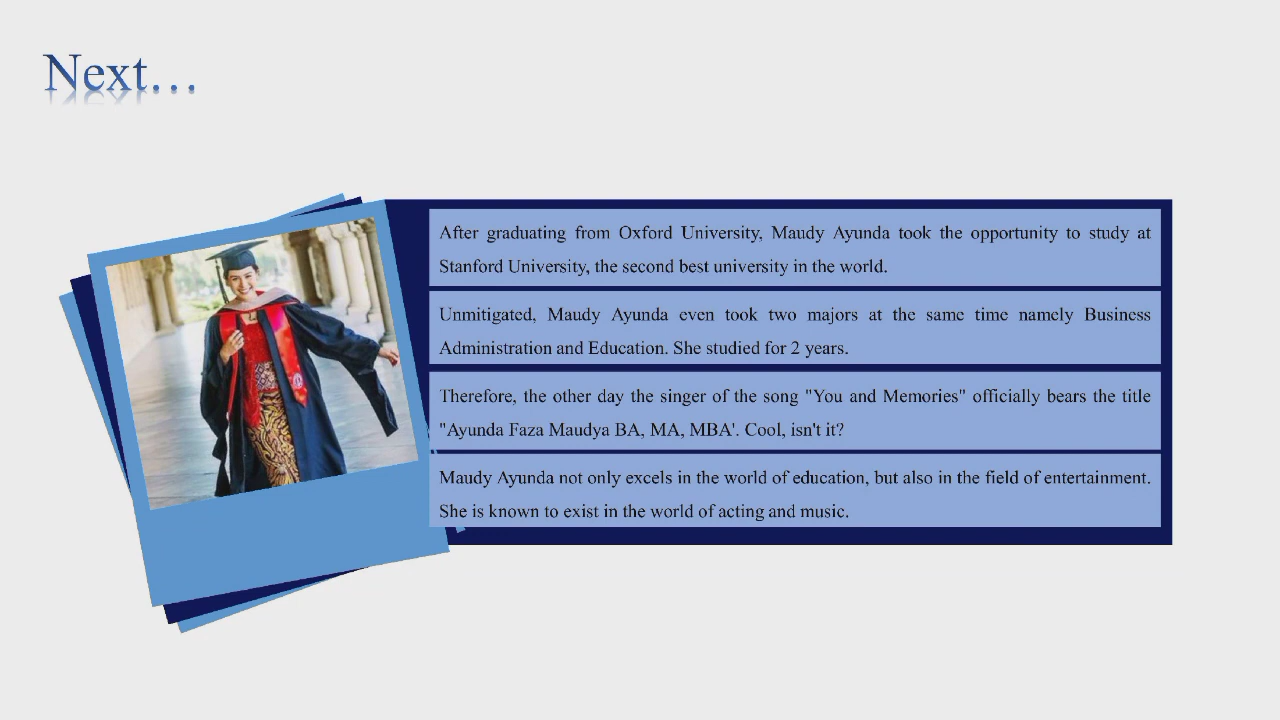 Next…
After graduating from Oxford University, Maudy Ayunda took the opportunity to study at
Stanford University, the second best university in the world.
Unmitigated, Maudy Ayunda even took two majors at the same time namely Business
Administration and Education. She studied for 2 years.
Therefore, the other day the singer of the song "You and Memories" officially bears the title
"Ayunda Faza Maudya BA, MA, MBA'. Cool, isn't it?
Maudy Ayunda not only excels in the world of education, but also in the field of entertainment.
She is known to exist in the world of acting and music.